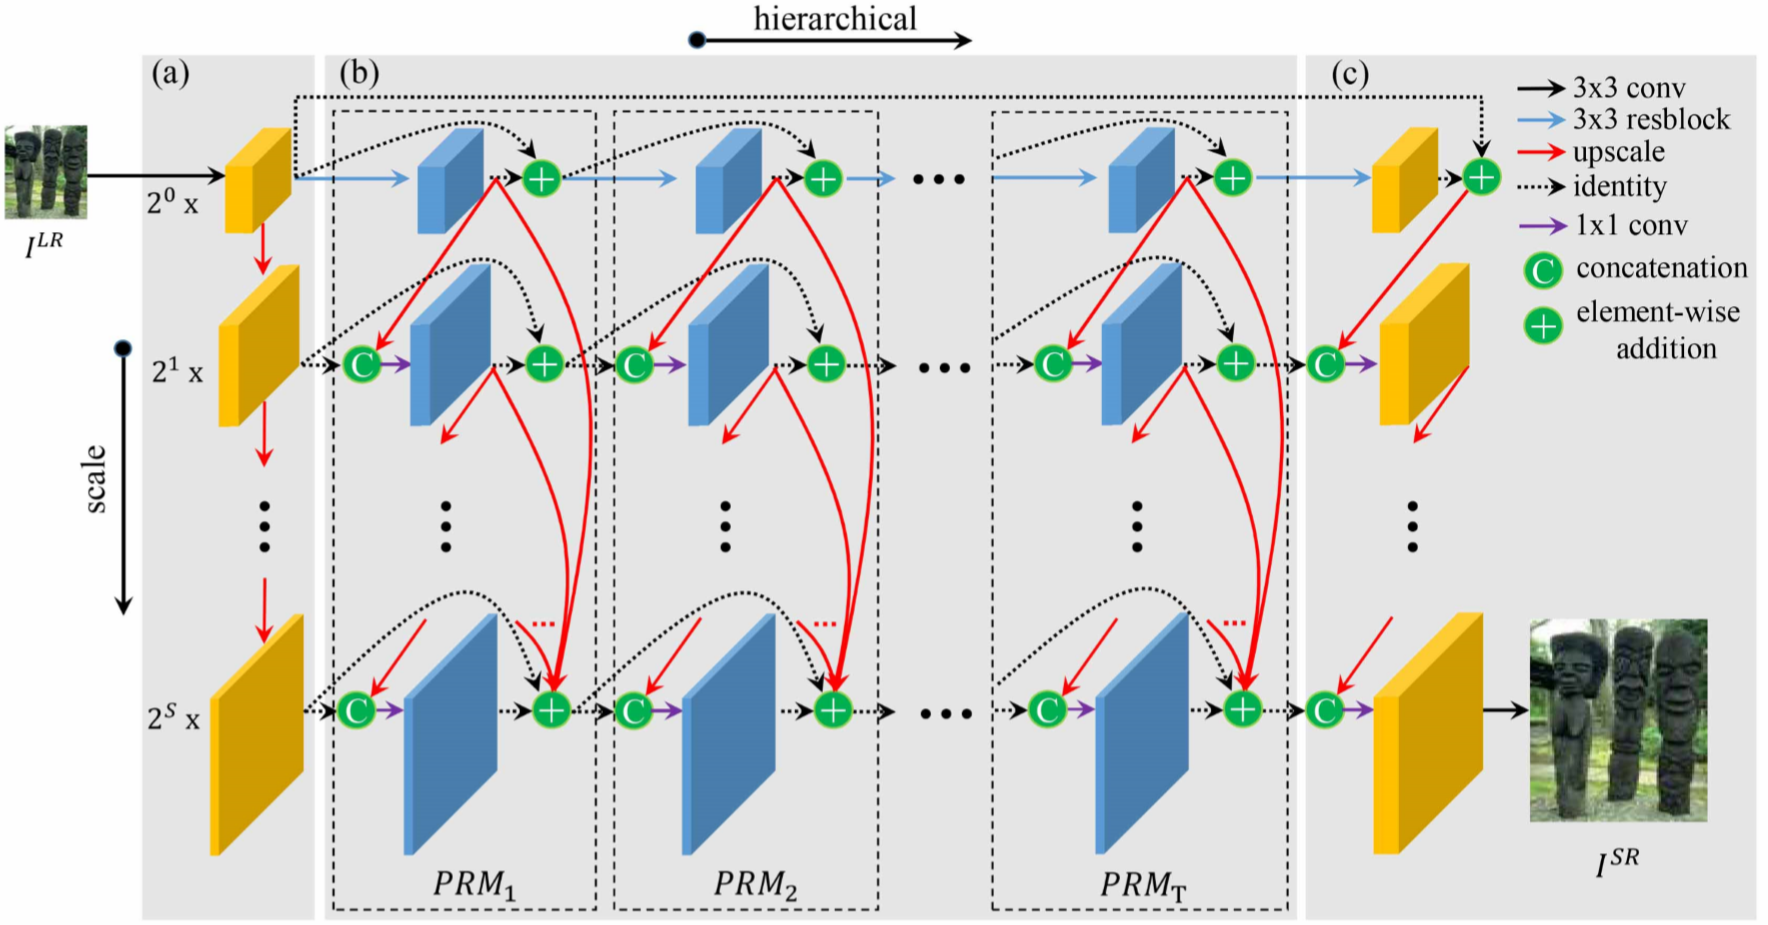 hierarchical
(a)
(b)
(c)
3x3 conv
3x3 resblock
upscale
identity
1x1 conv
C concatenation
+ element-wise
addition
I^{LR}
2^0 x
+ + ... + +
2^1 x
C + C + ... C + C
scale
2^S x
... ... ...
C + C + ... C + C
PRM_1
PRM_2
PRM_T
I^{SR}